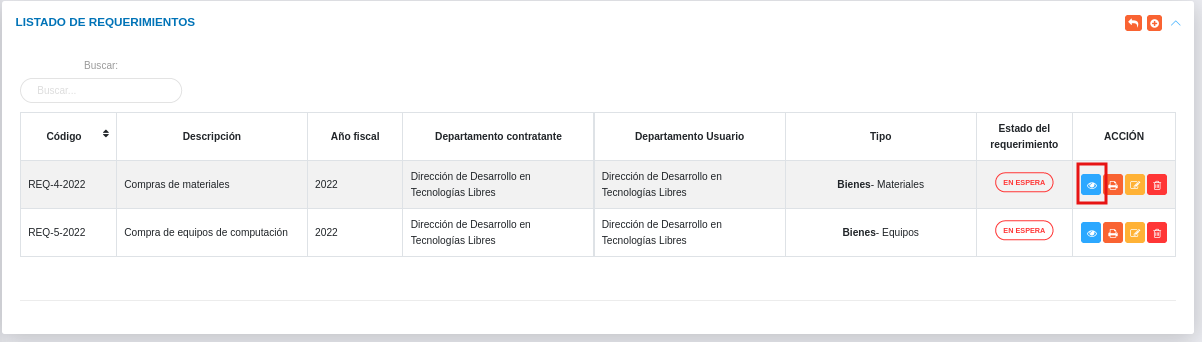 LISTADO DE REQUERIMIENTOS
Buscar:
Buscar...
Código Descripción Año fiscal Departamento contratante Departamento Usuario Tipo Estado del requerimiento ACCIÓN
REQ-4-2022 Compras de materiales 2022 Dirección de Desarrollo en Tecnologías Libres Dirección de Desarrollo en Tecnologías Libres Bienes- Materiales EN ESPERA
REQ-5-2022 Compra de equipos de computación 2022 Dirección de Desarrollo en Tecnologías Libres Dirección de Desarrollo en Tecnologías Libres Bienes- Equipos EN ESPERA